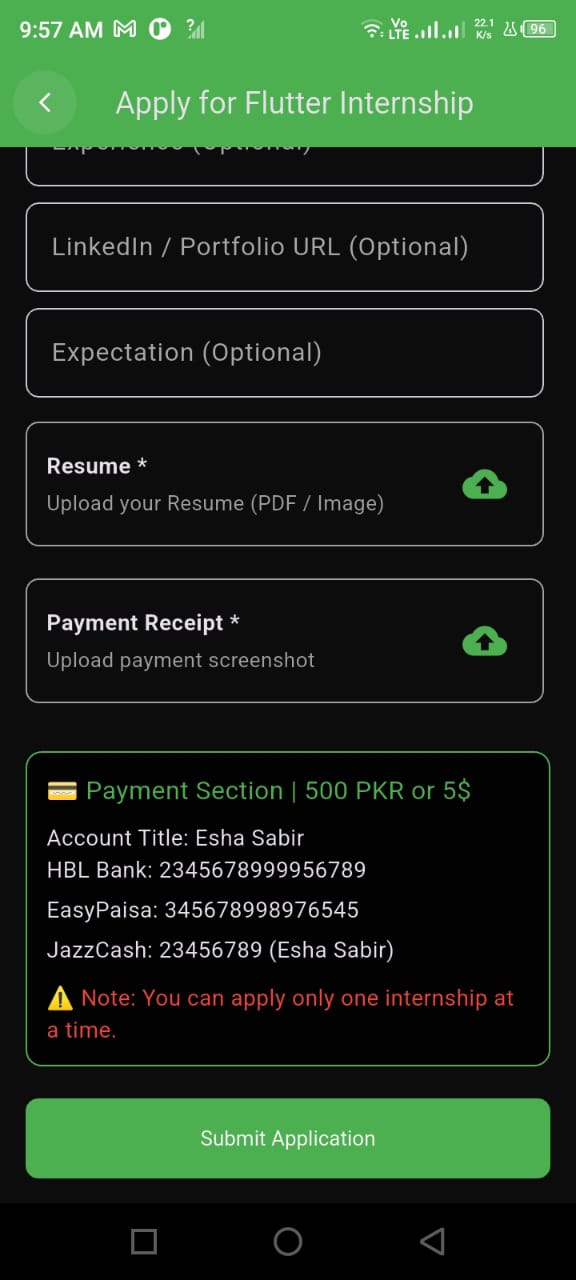 9:57 AM
Vo
LTE
22.1
K/s
96
Apply for Flutter Internship
Experience (Optional)
LinkedIn / Portfolio URL (Optional)
Expectation (Optional)
Resume *
Upload your Resume (PDF / Image)
Payment Receipt *
Upload payment screenshot
💳 Payment Section | 500 PKR or 5$
Account Title: Esha Sabir
HBL Bank: 2345678999956789
EasyPaisa: 345678998976545
JazzCash: 23456789 (Esha Sabir)
⚠️ Note: You can apply only one internship at
a time.
Submit Application